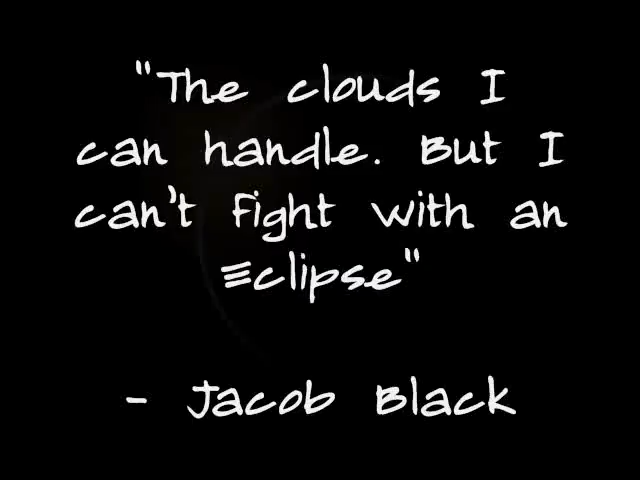 "The clouds I
can handle. But I
can't fight with an
Eclipse"
- Jacob Black